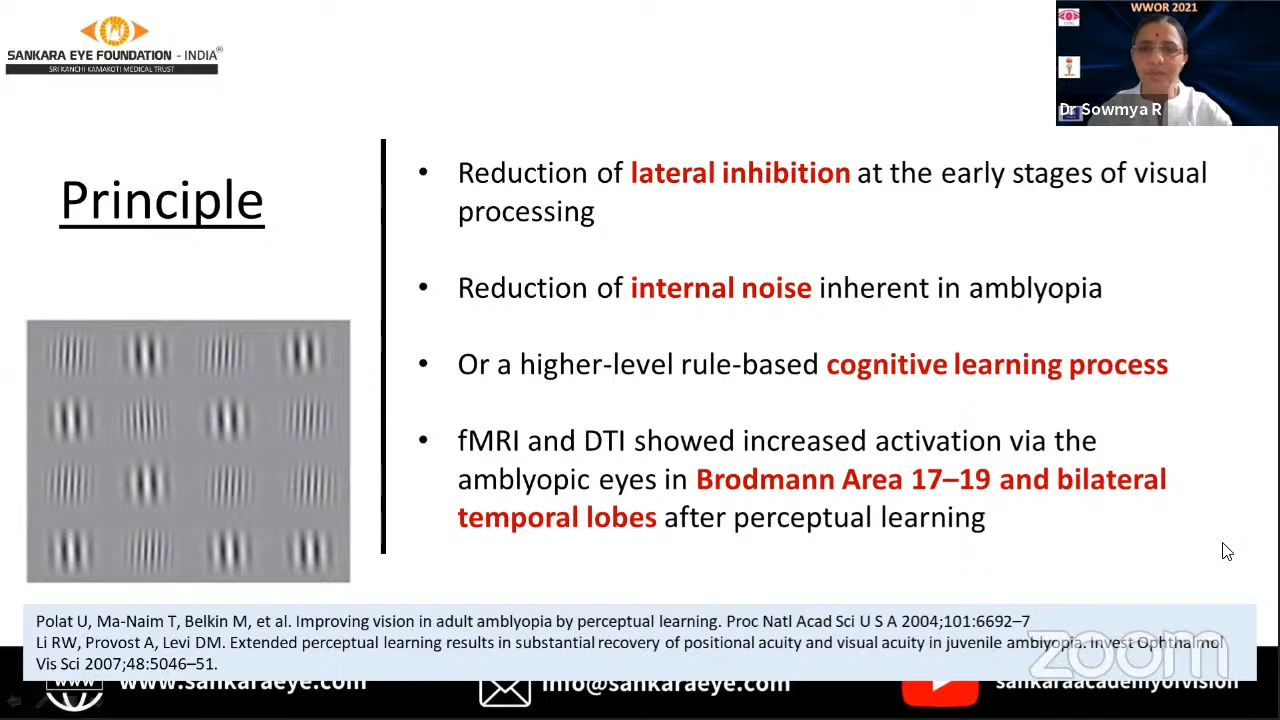 SANKARA EYE FOUNDATION - INDIA®
SRI KANCHI KAMAKOTI MEDICAL TRUST
WWOR 2021
Dr Sowmya R
Principle
• Reduction of lateral inhibition at the early stages of visual
processing
• Reduction of internal noise inherent in amblyopia
• Or a higher-level rule-based cognitive learning process
• fMRI and DTI showed increased activation via the
amblyopic eyes in Brodmann Area 17–19 and bilateral
temporal lobes after perceptual learning
Polat U, Ma-Naim T, Belkin M, et al. Improving vision in adult amblyopia by perceptual learning. Proc Natl Acad Sci U S A 2004;101:6692–7
Li RW, Provost A, Levi DM. Extended perceptual learning results in substantial recovery of positional acuity and visual acuity in juvenile amblyopia. Invest Ophthalmol
Vis Sci 2007;48:5046–51.
zoom
www.sankaraeye.com
info@sankaraeye.com
sankaraacademyofvision